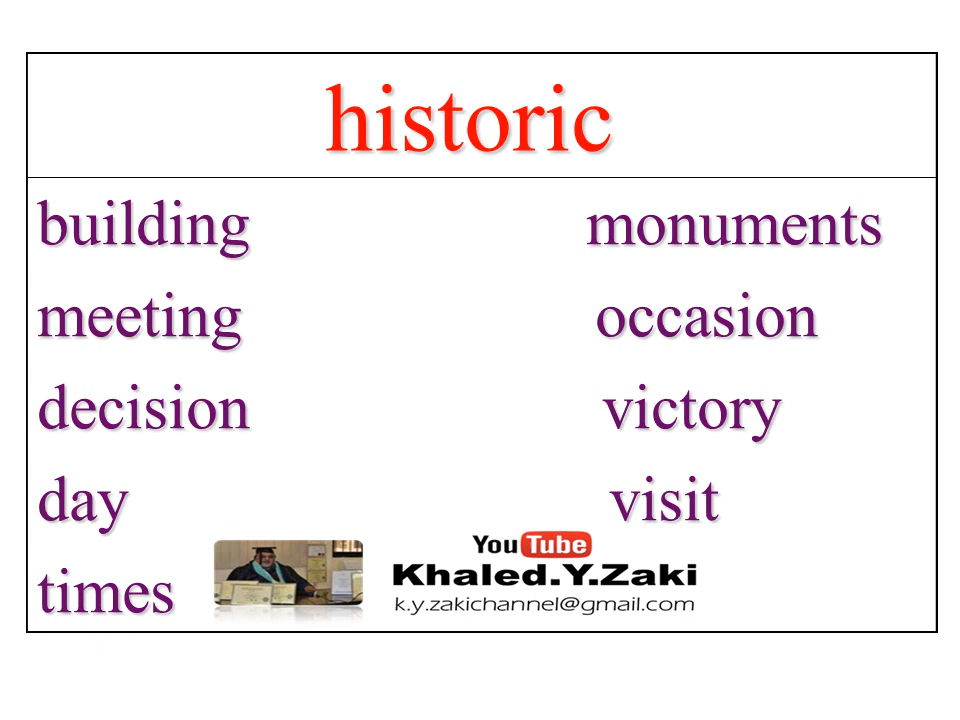 historic
building monuments
meeting occasion
decision victory
day visit
times
YouTube
Khaled.Y.Zaki
k.y.zakichannel@gmail.com